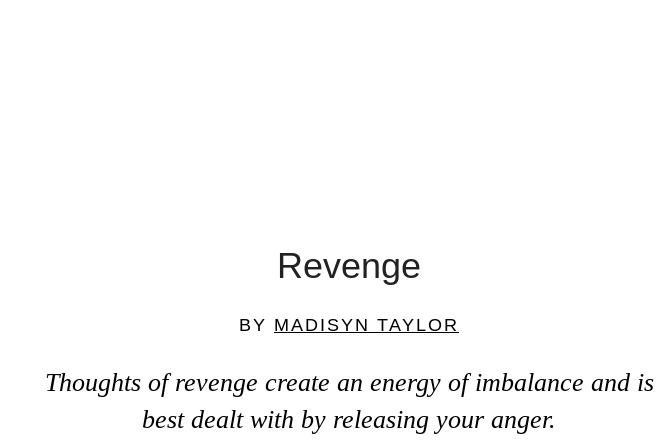 Revenge
BY MADISYN TAYLOR
Thoughts of revenge create an energy of imbalance and is
best dealt with by releasing your anger.